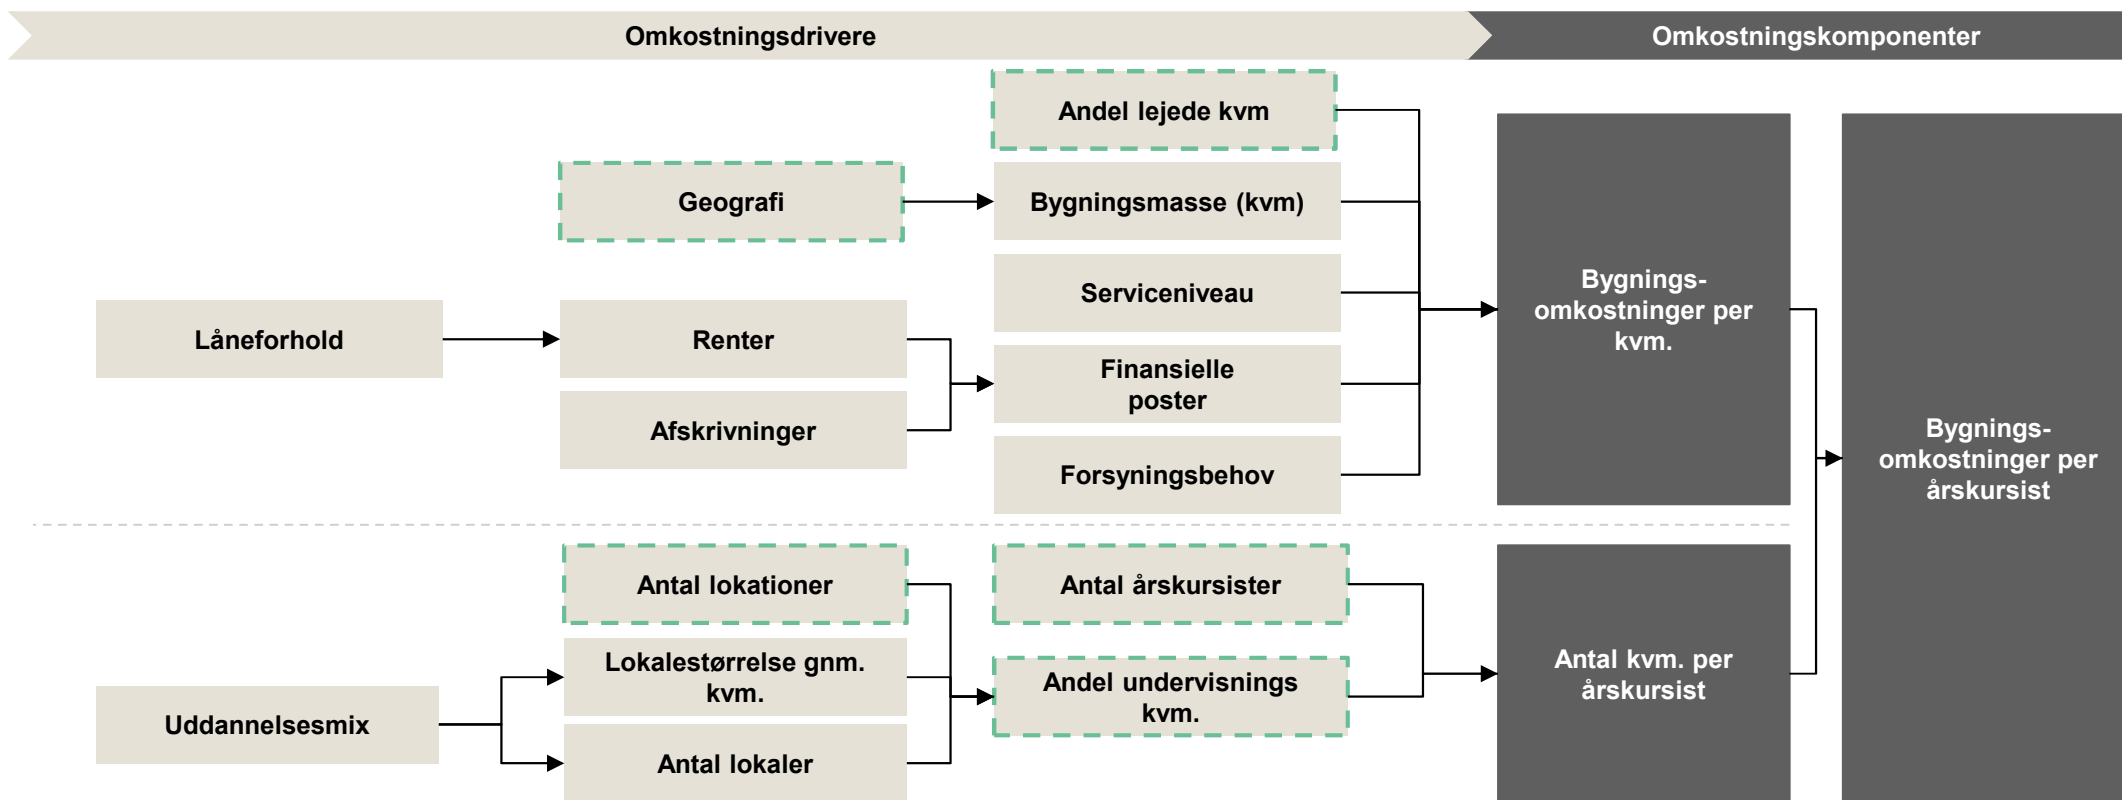 Omkostningsdrivere
Omkostningskomponenter
Andel lejede kvm
Geografi
Bygningsmasse (kvm)
Serviceniveau
Låneforhold
Renter
Finansielle
poster
Afskrivninger
Forsyningsbehov
Bygnings-
omkostninger per
kvm.
Bygnings-
omkostninger per
årskursist
Antal lokationer
Antal årskursister
Lokalestørrelse gnm.
kvm.
Andel undervisnings
kvm.
Uddannelsesmix
Antal lokaler
Antal kvm. per
årskursist